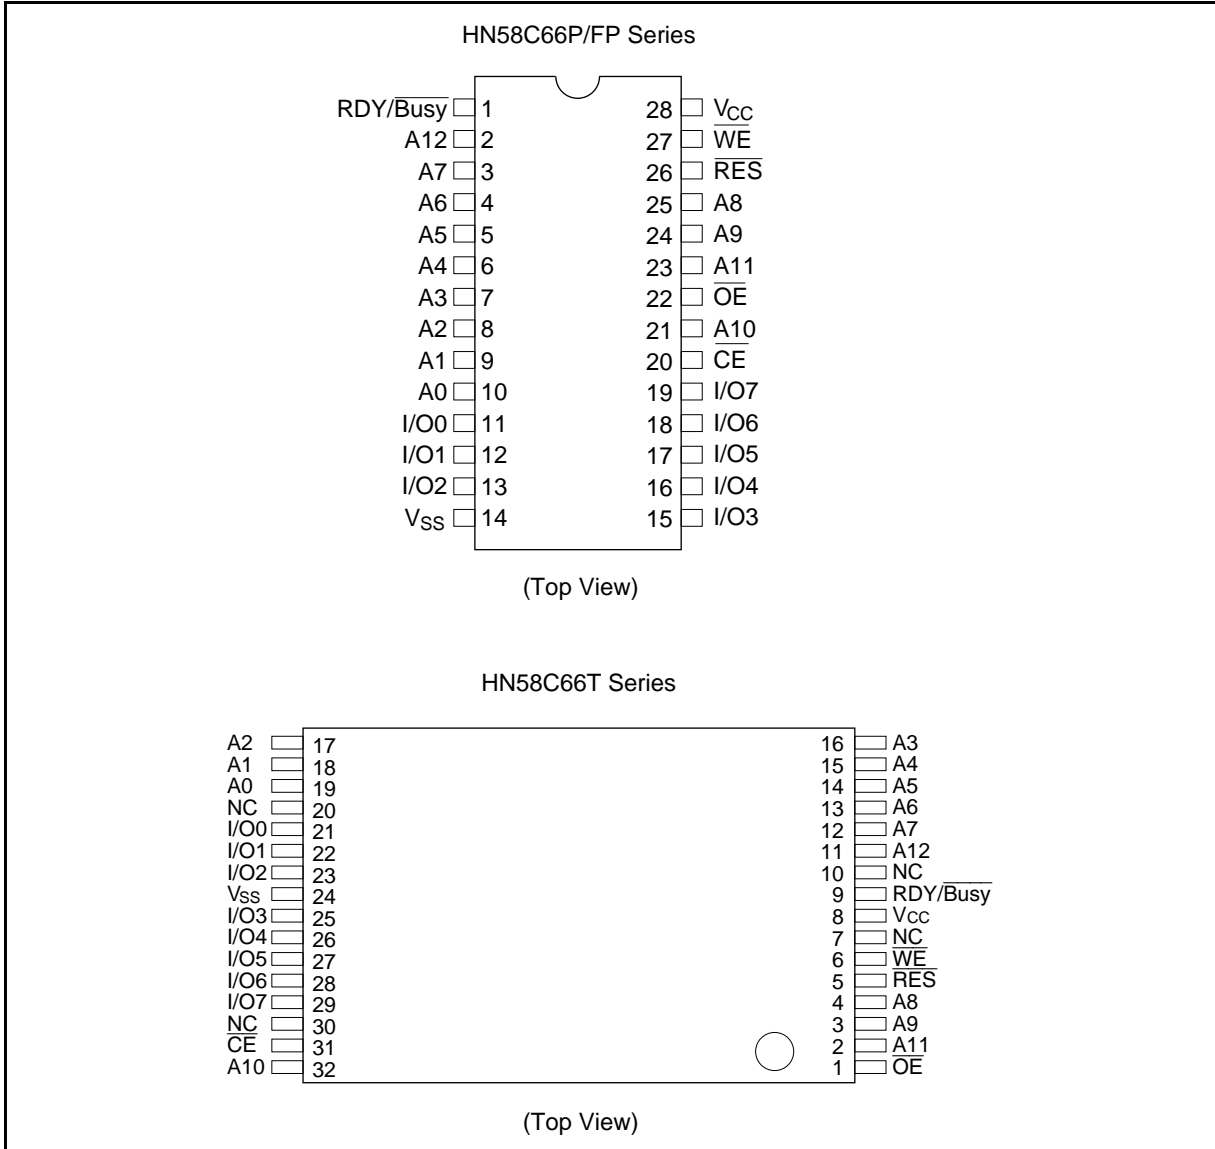 HN58C66P/FP Series
RDY/Busy 1 28 VCC
A12 2 27 WE
A7 3 26 RES
A6 4 25 A8
A5 5 24 A9
A4 6 23 A11
A3 7 22 OE
A2 8 21 A10
A1 9 20 CE
A0 10 19 I/O7
I/O0 11 18 I/O6
I/O1 12 17 I/O5
I/O2 13 16 I/O4
VSS 14 15 I/O3
(Top View)
HN58C66T Series
A2 17 16 A3
A1 18 15 A4
A0 19 14 A5
NC 20 13 A6
I/O0 21 12 A7
I/O1 22 11 A12
I/O2 23 10 NC
VSS 24 9 RDY/Busy
I/O3 25 8 VCC
I/O4 26 7 NC
I/O5 27 6 WE
I/O6 28 5 RES
I/O7 29 4 A8
NC 30 3 A9
CE 31 2 A11
A10 32 1 OE
(Top View)